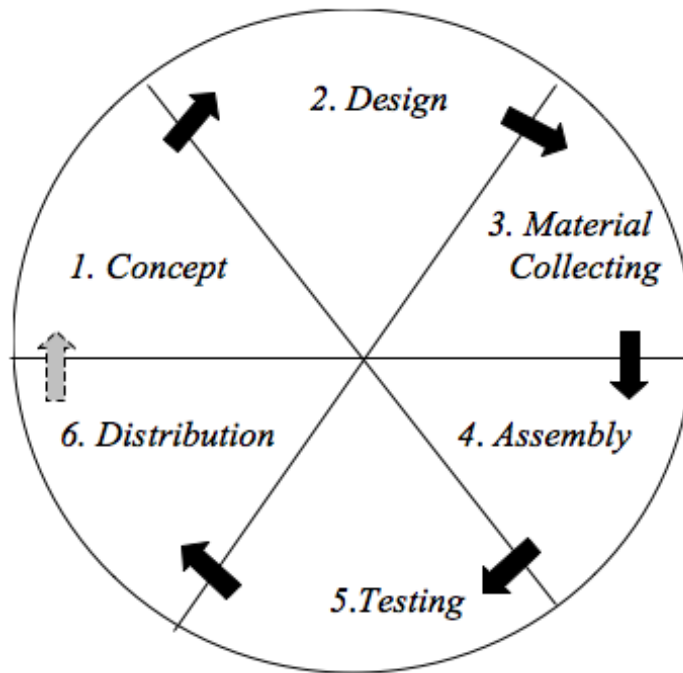 1. Concept
2. Design
3. Material
Collecting
4. Assembly
5.Testing
6. Distribution